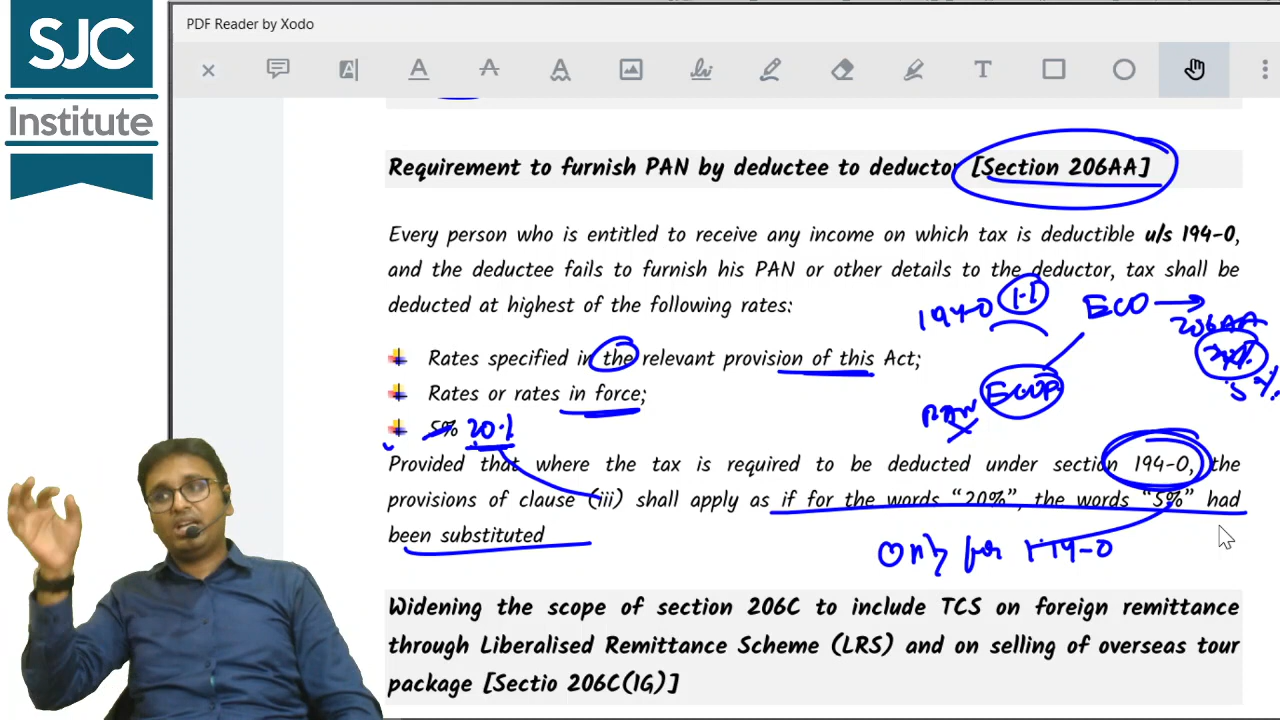 SJC
Institute
PDF Reader by Xodo
Requirement to furnish PAN by deductee to deductor [Section 206AA]
Every person who is entitled to receive any income on which tax is deductible u/s 194-O,
and the deductee fails to furnish his PAN or other details to the deductor, tax shall be
deducted at highest of the following rates:
194-O 1.1 ECO → 206AA
Rates specified in the relevant provision of this Act;
20%
5%
Rates or rates in force;
ECOP
PAN
5% 20%
Provided that where the tax is required to be deducted under section 194-O, the
provisions of clause (iii) shall apply as if for the words "20%", the words "5%" had
been substituted
Only for 194-O
Widening the scope of section 206C to include TCS on foreign remittance
through Liberalised Remittance Scheme (LRS) and on selling of overseas tour
package [Sectio 206C(1G)]